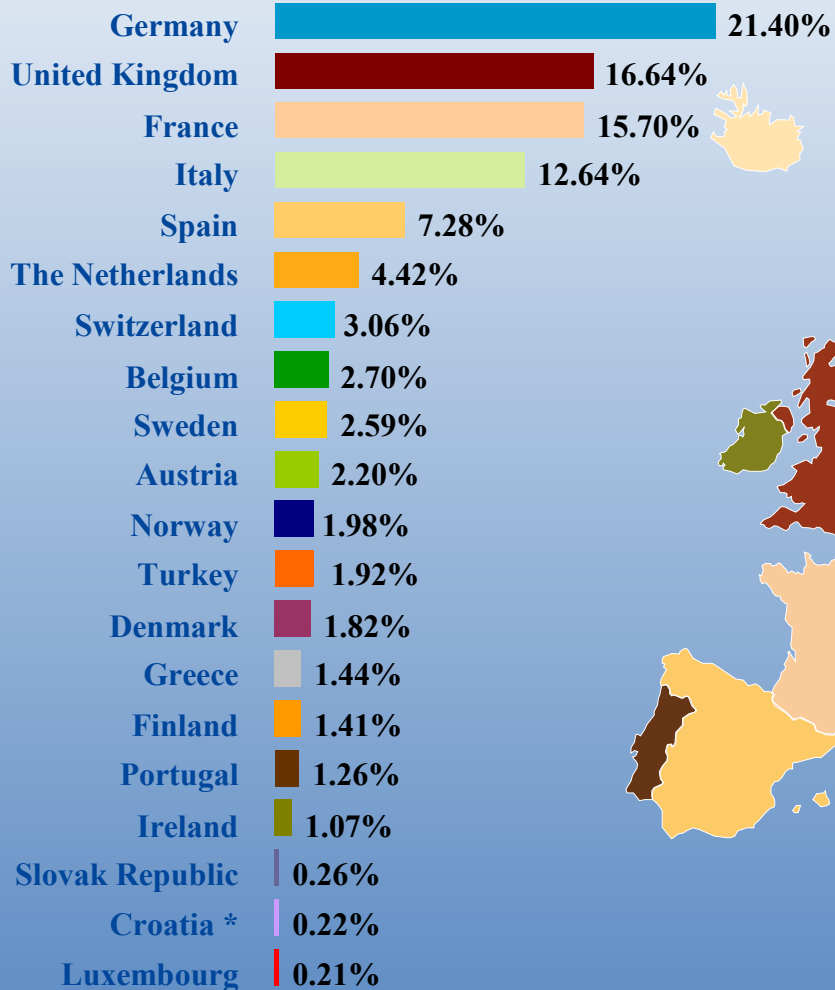 Germany 21.40%
United Kingdom 16.64%
France 15.70%
Italy 12.64%
Spain 7.28%
The Netherlands 4.42%
Switzerland 3.06%
Belgium 2.70%
Sweden 2.59%
Austria 2.20%
Norway 1.98%
Turkey 1.92%
Denmark 1.82%
Greece 1.44%
Finland 1.41%
Portugal 1.26%
Ireland 1.07%
Slovak Republic 0.26%
Croatia * 0.22%
Luxembourg 0.21%